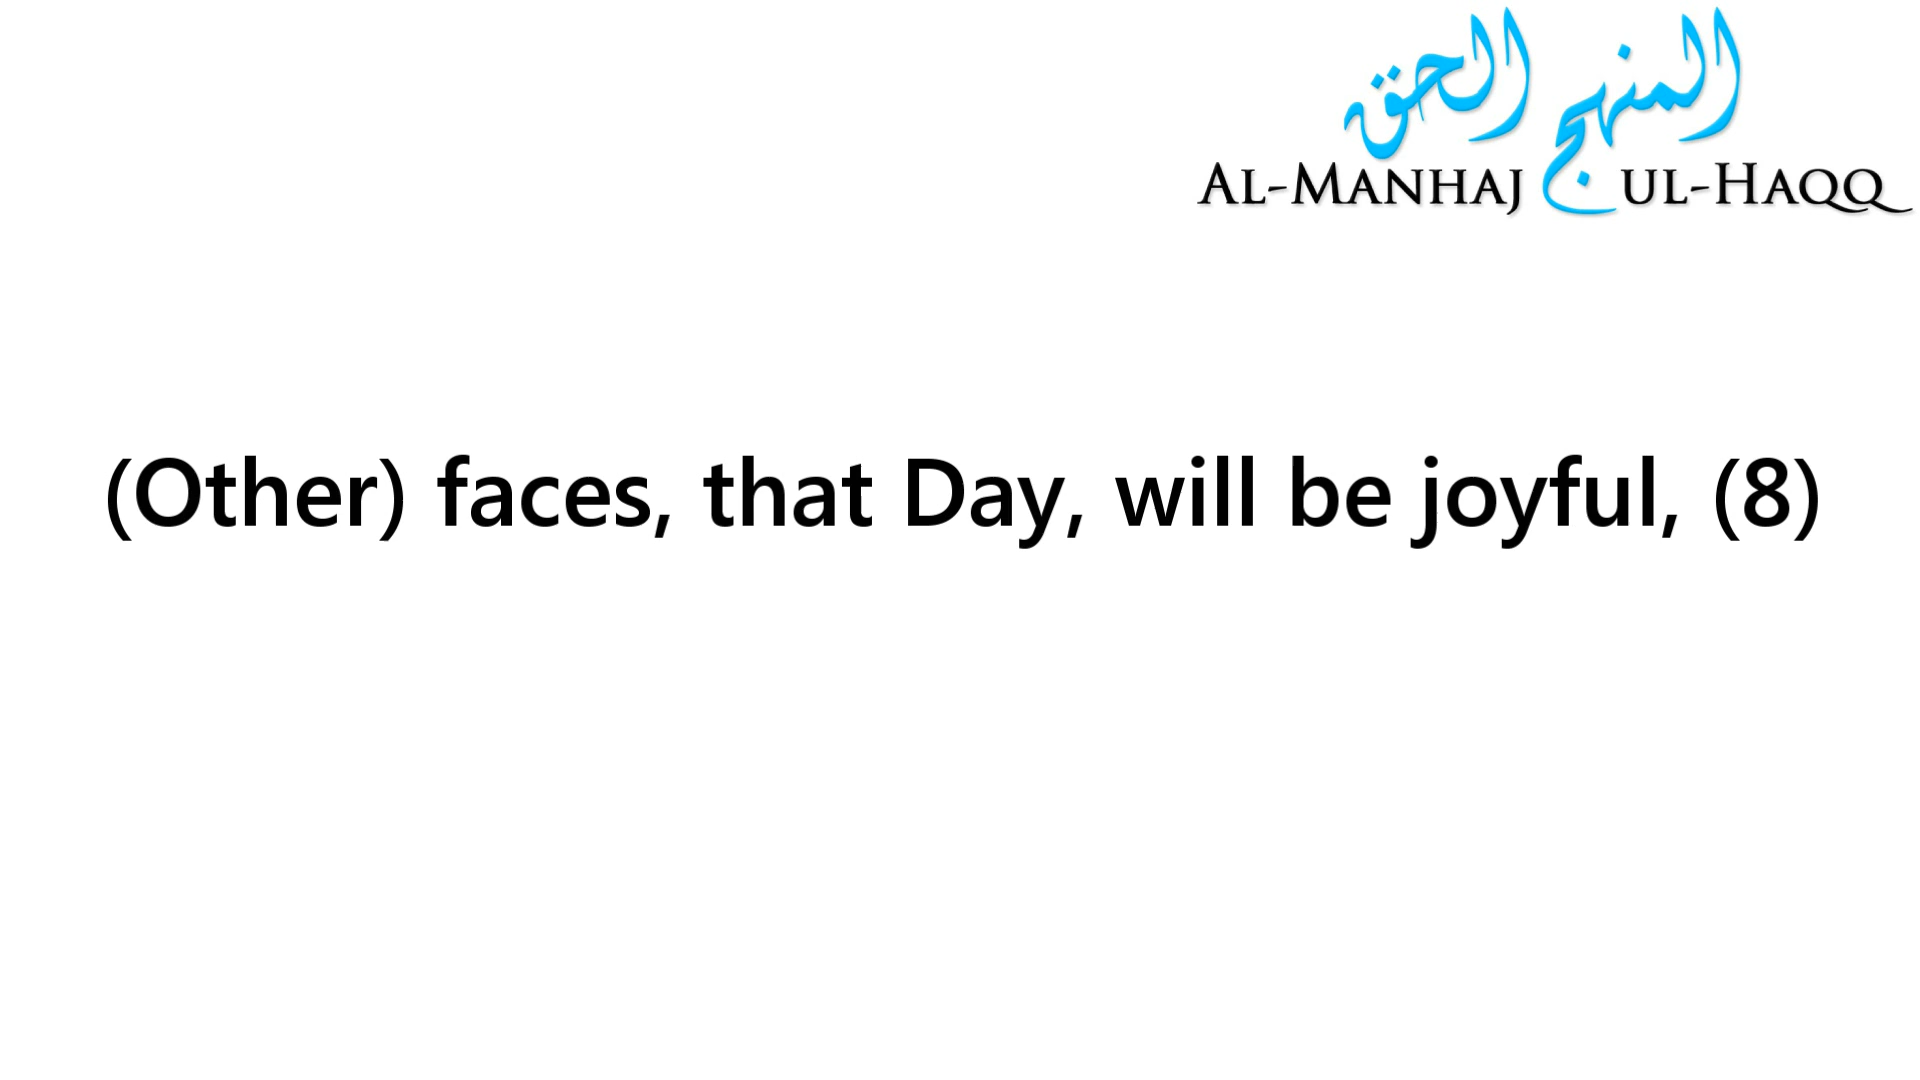 المنهج الحق
AL-MANHAJ UL-HAQQ
(Other) faces, that Day, will be joyful, (8)